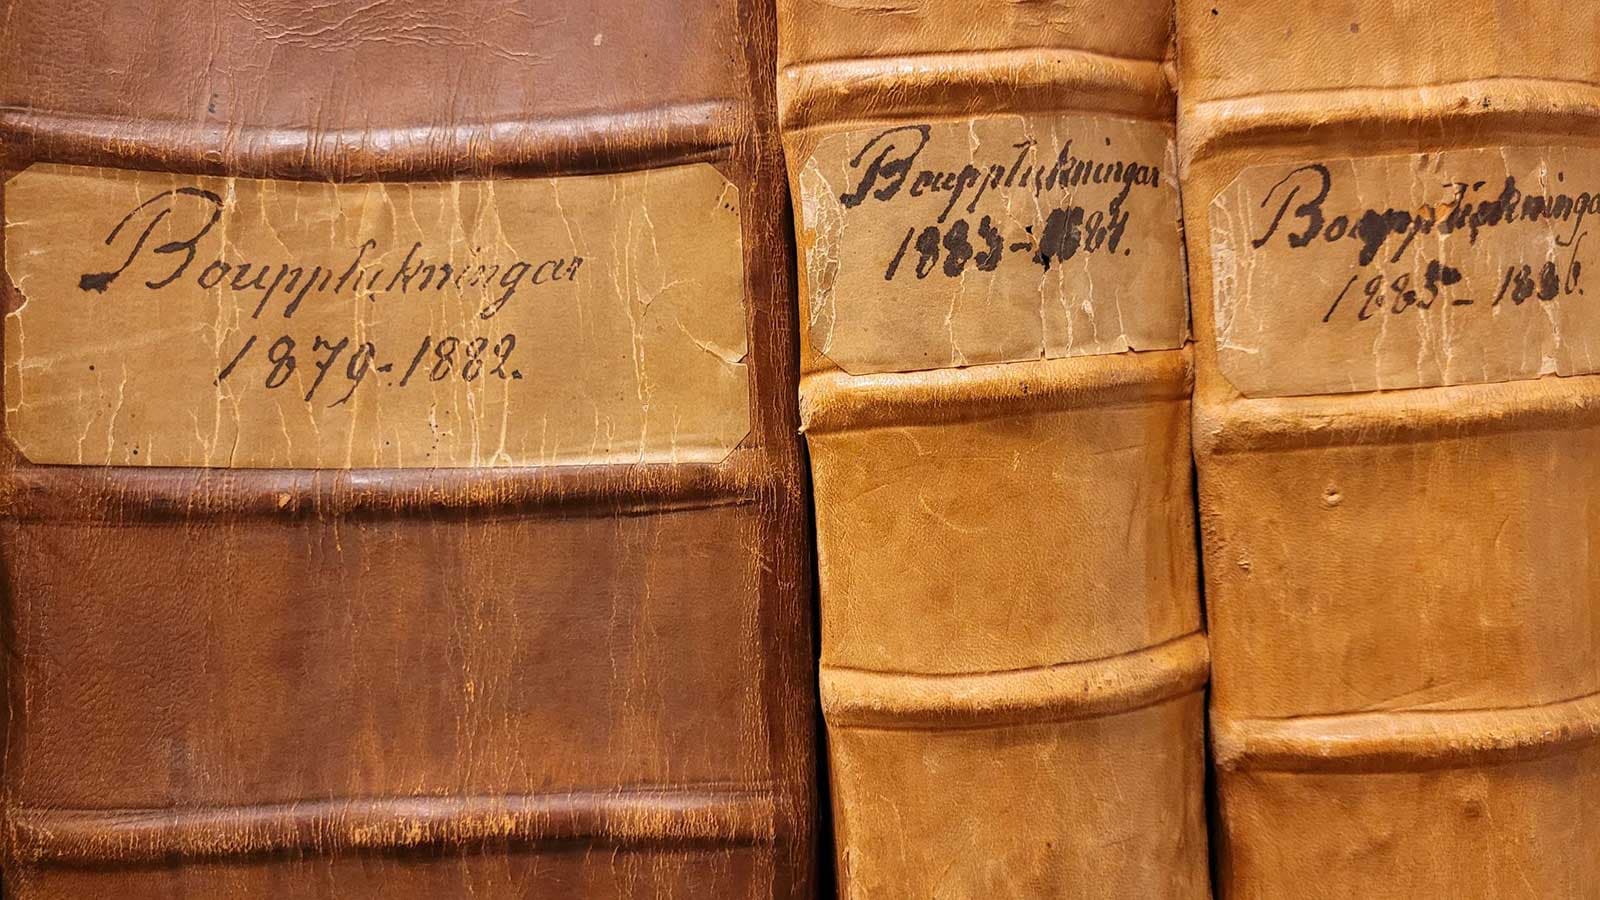 Bouppteckningar
1879-1882.
Bouppteckningar
1883-1884.
Bouppteckninga
1885-1886.